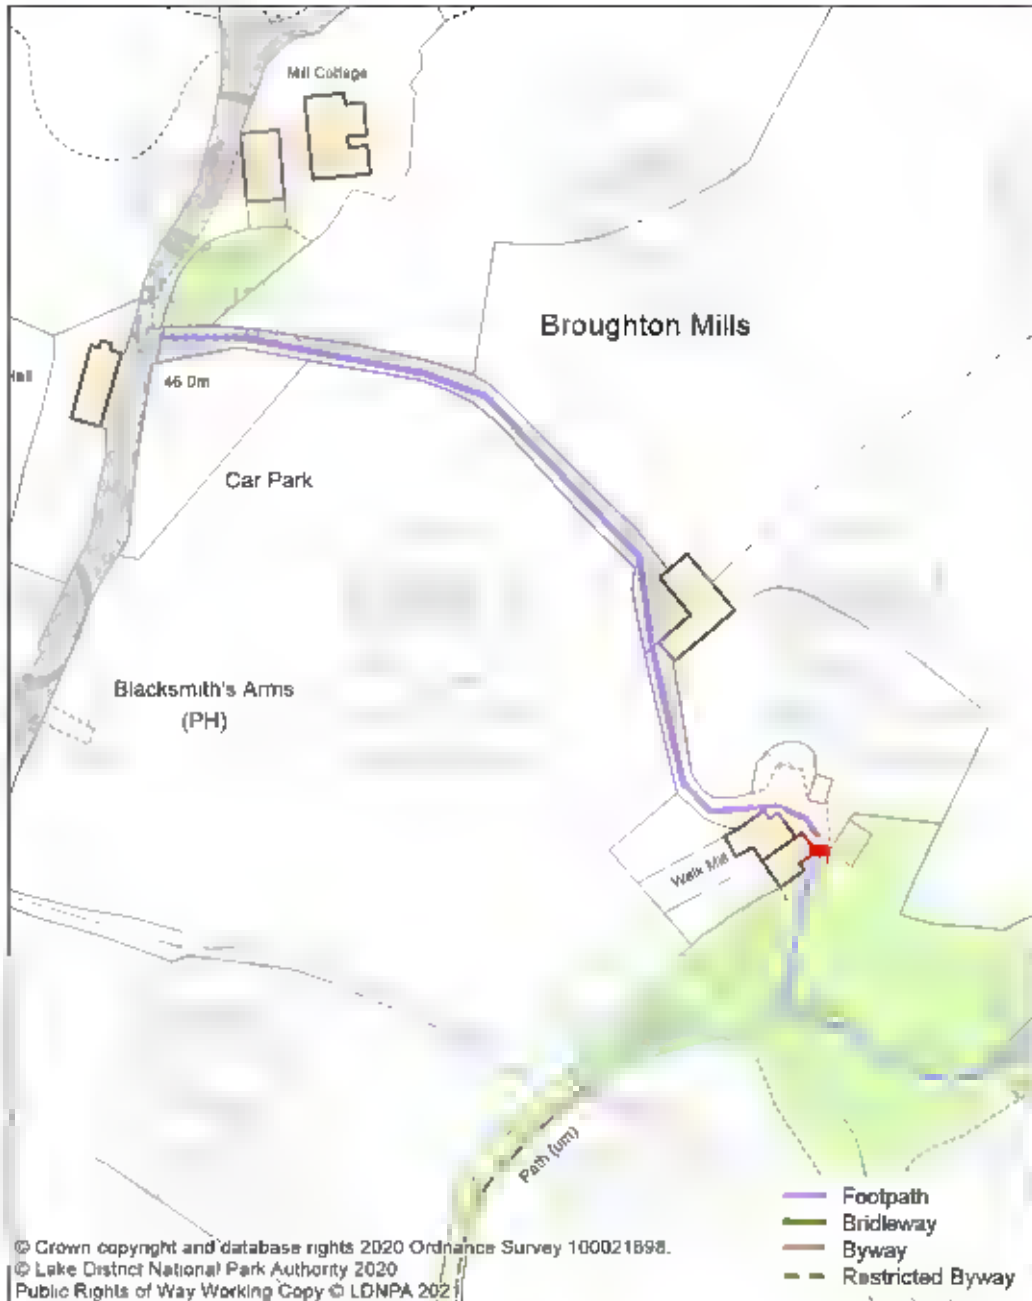 Mill Cottage
Broughton Mills
46.0m
Car Park
Blacksmith's Arms
(PH)
Walk Mill
Path (um)
Footpath
Bridleway
Byway
Restricted Byway
© Crown copyright and database rights 2020 Ordnance Survey 100021698.
© Lake District National Park Authority 2020
Public Rights of Way Working Copy © LDNPA 2021